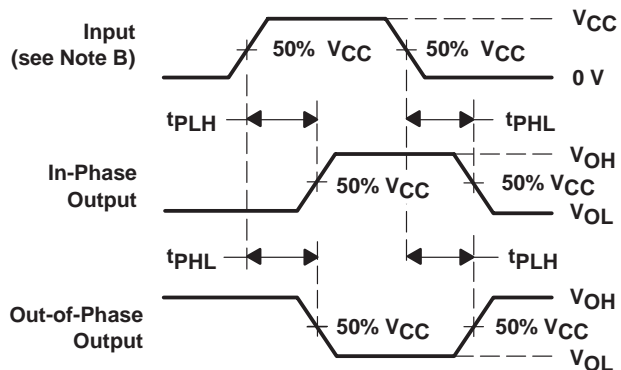 Input
(see Note B)
50% VCC
50% VCC
VCC
0 V
tPLH
tPHL
In-Phase
Output
50% VCC
50% VCC
VOH
VOL
tPHL
tPLH
Out-of-Phase
Output
50% VCC
50% VCC
VOH
VOL